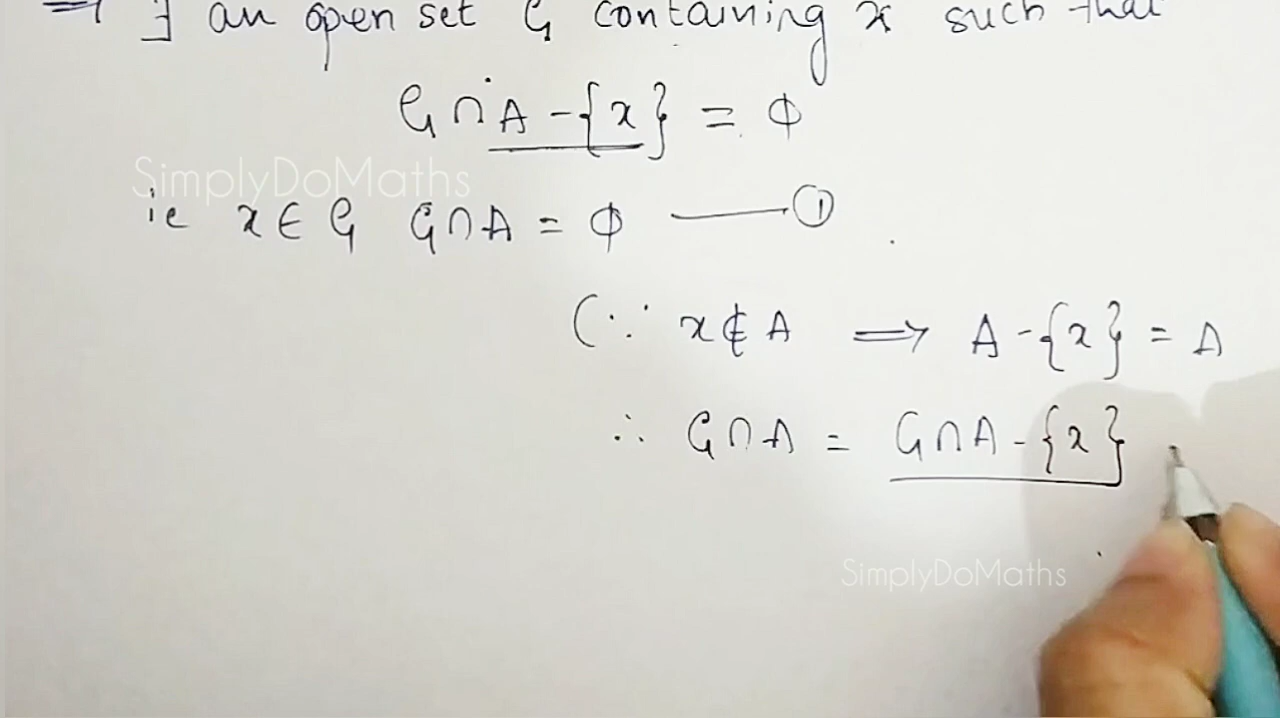 ⇒ ∃ an open set G containing x such that
G∩A-{x} = ϕ
SimplyDoMaths
ie x∈G G∩A = ϕ —— ①
(∵ x∉A ⟹ A-{x} = A
∴ G∩A = G∩A-{x}
SimplyDoMaths